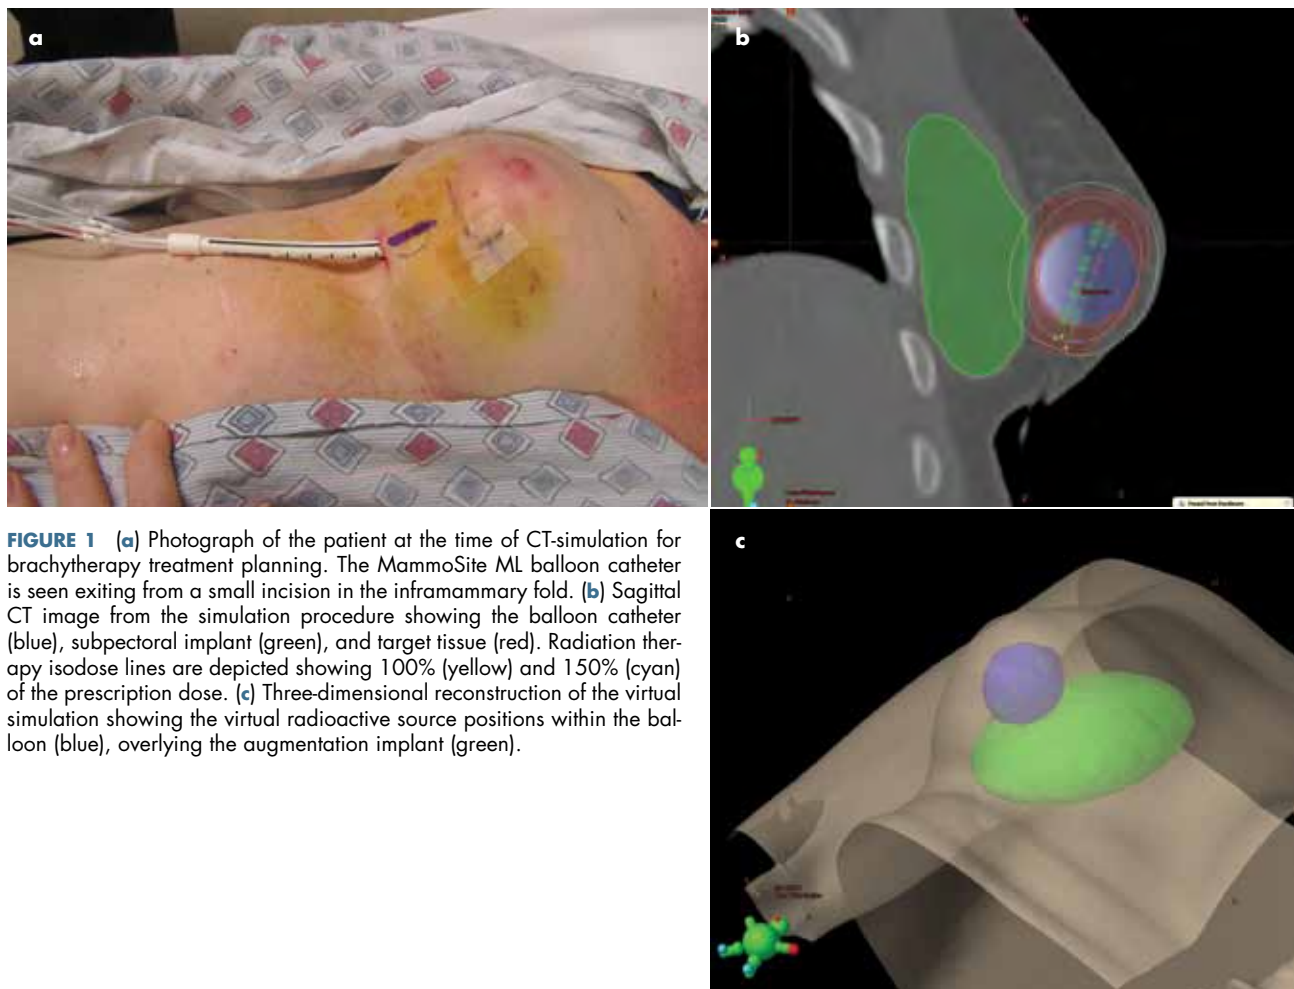 a
b
c
FIGURE 1 (a) Photograph of the patient at the time of CT-simulation for
brachytherapy treatment planning. The MammoSite ML balloon catheter
is seen exiting from a small incision in the inframammary fold. (b) Sagittal
CT image from the simulation procedure showing the balloon catheter
(blue), subpectoral implant (green), and target tissue (red). Radiation ther-
apy isodose lines are depicted showing 100% (yellow) and 150% (cyan)
of the prescription dose. (c) Three-dimensional reconstruction of the virtual
simulation showing the virtual radioactive source positions within the bal-
loon (blue), overlying the augmentation implant (green).